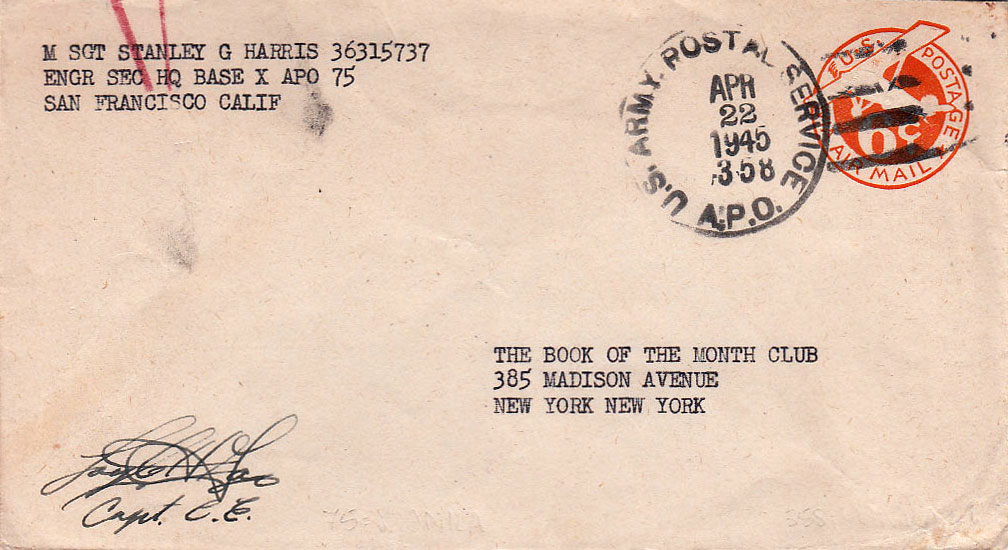 M SGT STANLEY G HARRIS 36315737
ENGR SEC HQ BASE X APO 75
SAN FRANCISCO CALIF
U.S. ARMY. POSTAL SERVICE
APR
22
1945
358
A.P.O.
U.S. POSTAGE
AIR MAIL
THE BOOK OF THE MONTH CLUB
385 MADISON AVENUE
NEW YORK NEW YORK
Capt. C.E.